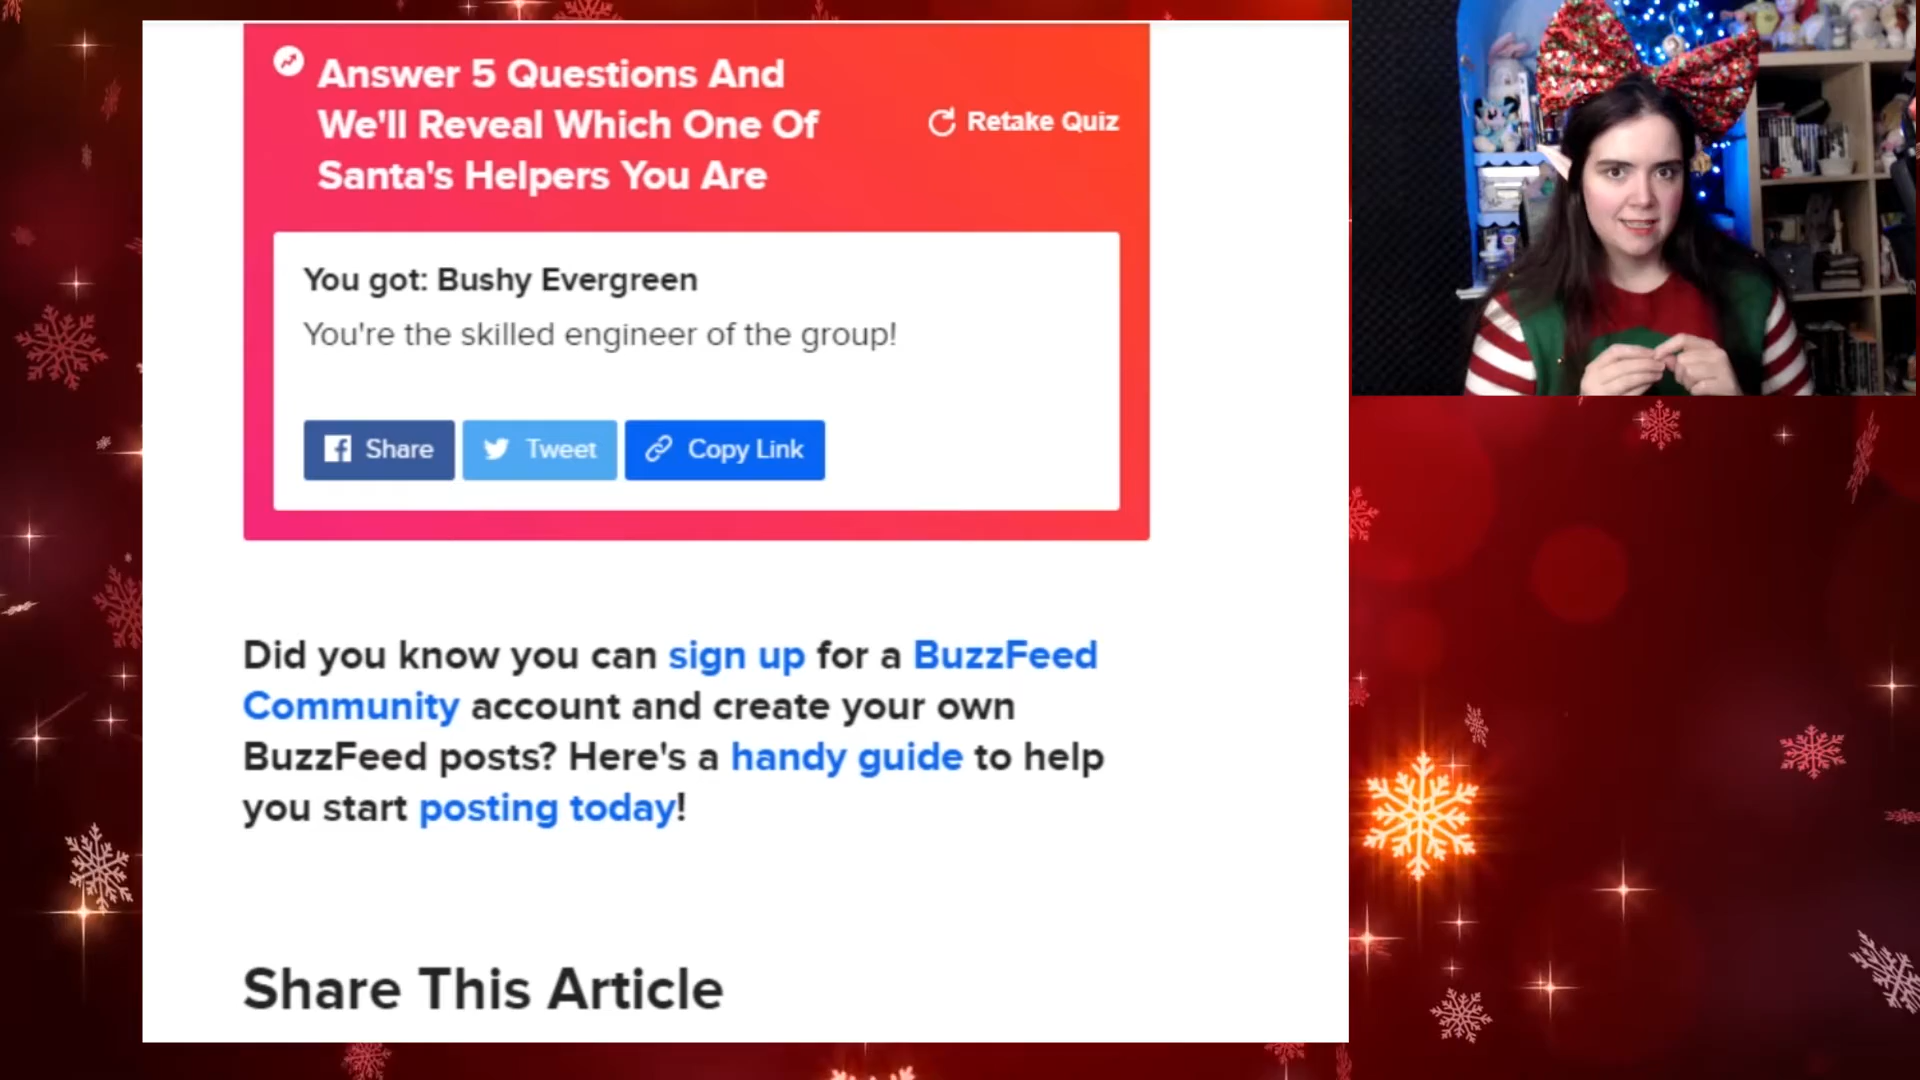 Answer 5 Questions And
We'll Reveal Which One Of
Santa's Helpers You Are
Retake Quiz
You got: Bushy Evergreen
You're the skilled engineer of the group!
Share
Tweet
Copy Link
Did you know you can sign up for a BuzzFeed
Community account and create your own
BuzzFeed posts? Here's a handy guide to help
you start posting today!
Share This Article